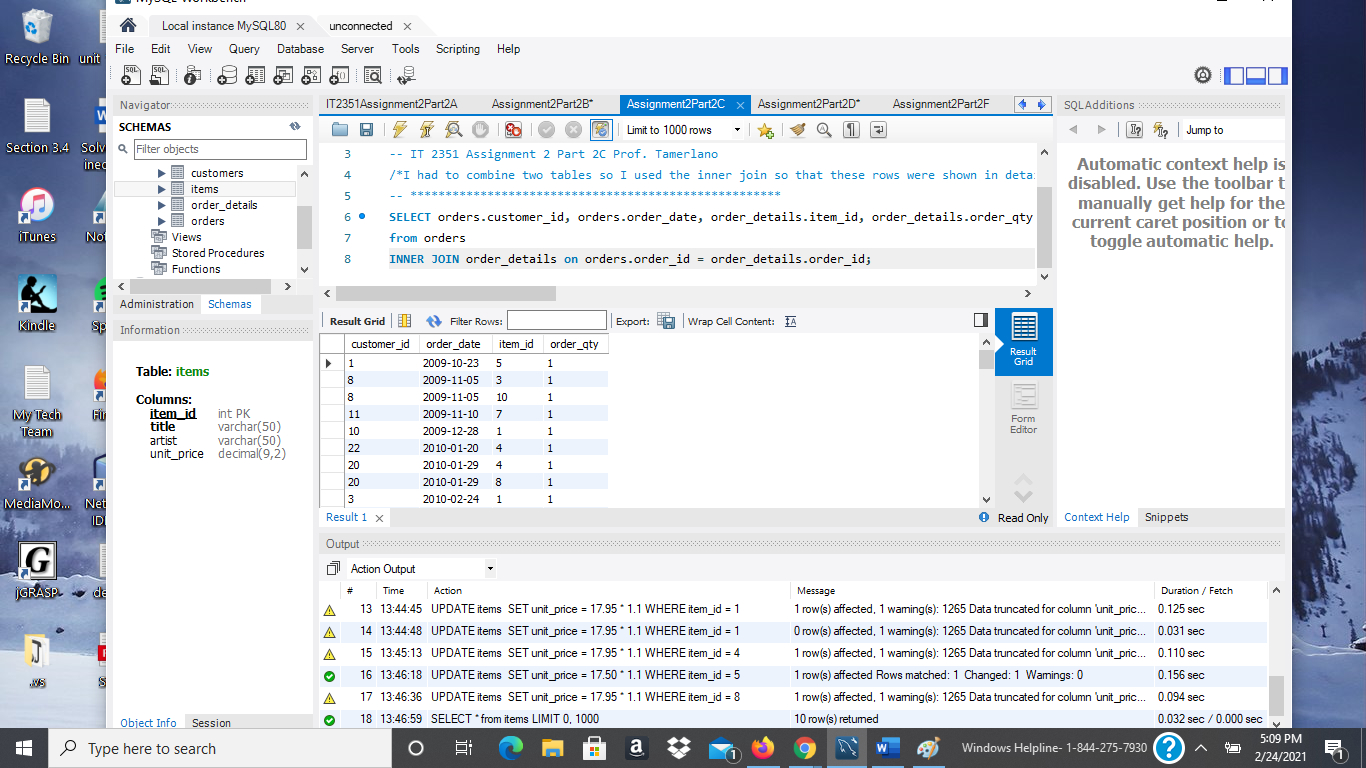 MySQL Workbench
Local instance MySQL80
unconnected
File Edit View Query Database Server Tools Scripting Help
Navigator
SCHEMAS
Filter objects
customers
items
order_details
orders
Views
Stored Procedures
Functions
Administration Schemas
Information
Table: items
Columns:
item_id int PK
title varchar(50)
artist varchar(50)
unit_price decimal(9,2)
Object Info Session
IT2351Assignment2Part2A Assignment2Part2B* Assignment2Part2C Assignment2Part2D* Assignment2Part2F
Limit to 1000 rows
3 -- IT 2351 Assignment 2 Part 2C Prof. Tamerlano
4 /*I had to combine two tables so I used the inner join so that these rows were shown in deta
5 -- ***************************************************
6 SELECT orders.customer_id, orders.order_date, order_details.item_id, order_details.order_qty
7 from orders
8 INNER JOIN order_details on orders.order_id = order_details.order_id;
Result Grid Filter Rows: Export: Wrap Cell Content:
customer_id order_date item_id order_qty
1 2009-10-23 5 1
8 2009-11-05 3 1
8 2009-11-05 10 1
11 2009-11-10 7 1
10 2009-12-28 1 1
22 2010-01-20 4 1
20 2010-01-29 4 1
20 2010-01-29 8 1
3 2010-02-24 1 1
Result Grid
Form Editor
Result 1
Read Only
SQLAdditions
Jump to
Automatic context help is
disabled. Use the toolbar t
manually get help for the
current caret position or to
toggle automatic help.
Context Help Snippets
Output
Action Output
# Time Action Message Duration / Fetch
13 13:44:45 UPDATE items SET unit_price = 17.95 * 1.1 WHERE item_id = 1 1 row(s) affected, 1 warning(s): 1265 Data truncated for column 'unit_pric... 0.125 sec
14 13:44:48 UPDATE items SET unit_price = 17.95 * 1.1 WHERE item_id = 1 0 row(s) affected, 1 warning(s): 1265 Data truncated for column 'unit_pric... 0.031 sec
15 13:45:13 UPDATE items SET unit_price = 17.95 * 1.1 WHERE item_id = 4 1 row(s) affected, 1 warning(s): 1265 Data truncated for column 'unit_pric... 0.110 sec
16 13:46:18 UPDATE items SET unit_price = 17.50 * 1.1 WHERE item_id = 5 1 row(s) affected Rows matched: 1 Changed: 1 Warnings: 0 0.156 sec
17 13:46:36 UPDATE items SET unit_price = 17.95 * 1.1 WHERE item_id = 8 1 row(s) affected, 1 warning(s): 1265 Data truncated for column 'unit_pric... 0.094 sec
18 13:46:59 SELECT * from items LIMIT 0, 1000 10 row(s) returned 0.032 sec / 0.000 sec
Recycle Bin
unit
Section 3.4
Solv
ineq
iTunes
Kindle
My Tech
Team
MediaMo...
Net
ID
jGRASP
.vs
Type here to search
Windows Helpline- 1-844-275-7930
5:09 PM
2/24/2021